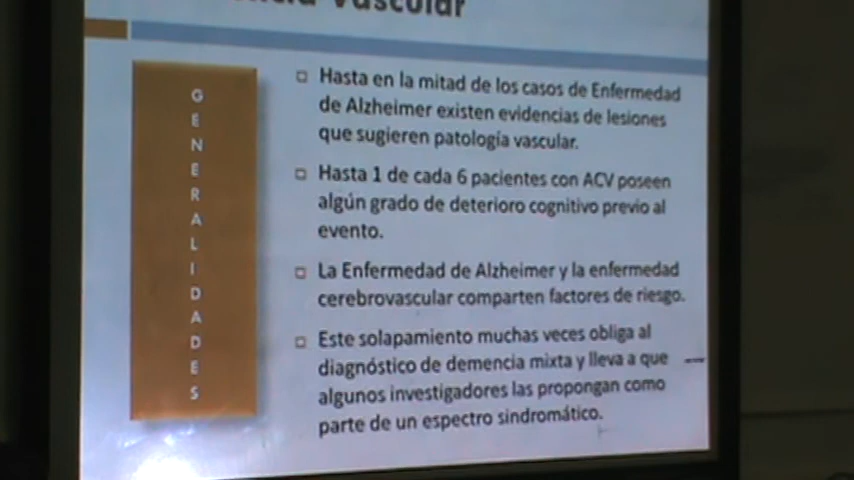 Vascular
GENERALIDADES
Hasta en la mitad de los casos de Enfermedad
de Alzheimer existen evidencias de lesiones
que sugieren patología vascular.
Hasta 1 de cada 6 pacientes con ACV poseen
algún grado de deterioro cognitivo previo al
evento.
La Enfermedad de Alzheimer y la enfermedad
cerebrovascular comparten factores de riesgo.
Este solapamiento muchas veces obliga al
diagnóstico de demencia mixta y lleva a que
algunos investigadores las propongan como
parte de un espectro sindromático.